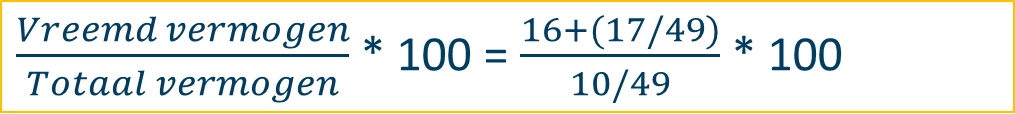 Vreemd vermogen / Totaal vermogen * 100 = 16+(17/49) / 10/49 * 100